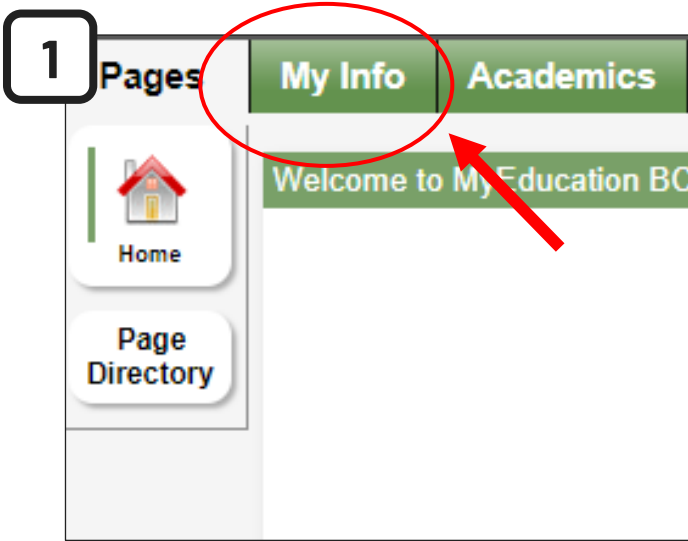 1
Pages My Info Academics
Welcome to MyEducation BC
Home
Page
Directory